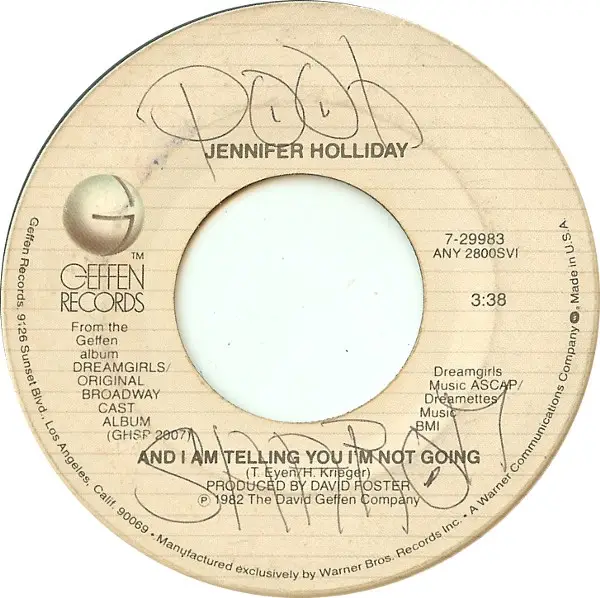 Pooh
JENNIFER HOLLIDAY
G
™
GEFFEN
RECORDS
7-29983
ANY 2800SVI
3:38
From the
Geffen
album
DREAMGIRLS/
ORIGINAL
BROADWAY
CAST
ALBUM
(GHSP 2007)
Dreamgirls
Music ASCAP/
Dreamettes
Music
BMI
SHARON
AND I AM TELLING YOU I'M NOT GOING
(T. Eyen/H. Krieger)
PRODUCED BY DAVID FOSTER
℗ 1982 The David Geffen Company
Geffen Records, 9126 Sunset Blvd., Los Angeles, Calif. 90069 • Manufactured exclusively by Warner Bros. Records Inc. • A Warner Communications Company Made in U.S.A.